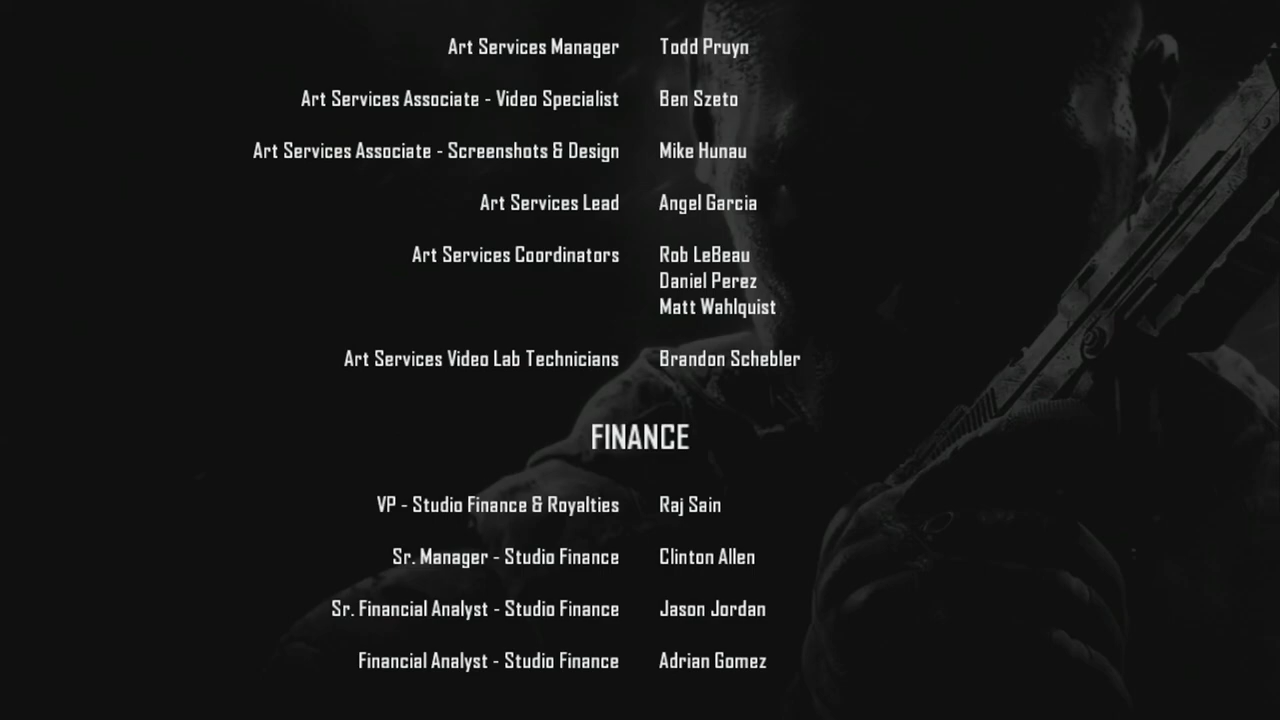 Art Services Manager Todd Pruyn
Art Services Associate - Video Specialist Ben Szeto
Art Services Associate - Screenshots & Design Mike Hunau
Art Services Lead Angel Garcia
Art Services Coordinators Rob LeBeau
Daniel Perez
Matt Wahlquist
Art Services Video Lab Technicians Brandon Schebler
FINANCE
VP - Studio Finance & Royalties Raj Sain
Sr. Manager - Studio Finance Clinton Allen
Sr. Financial Analyst - Studio Finance Jason Jordan
Financial Analyst - Studio Finance Adrian Gomez